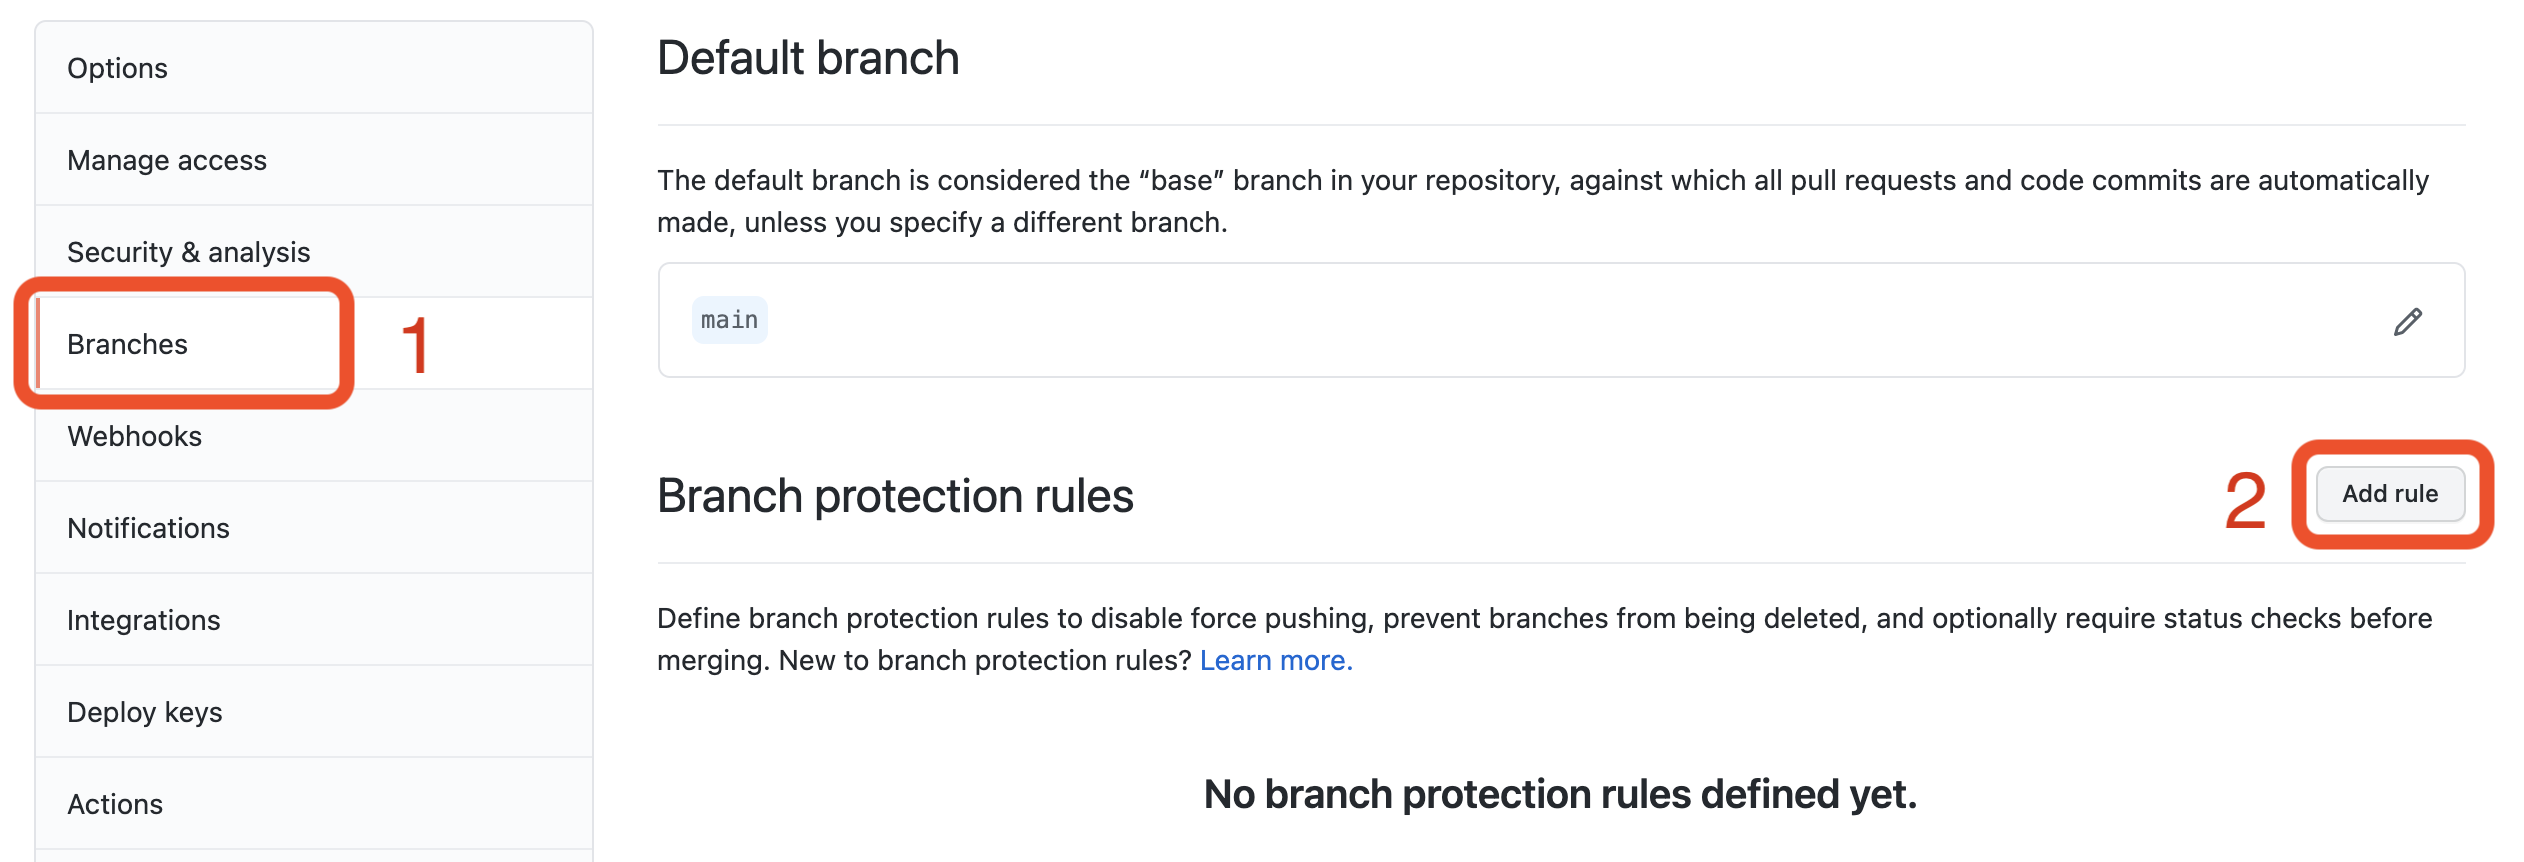 Options
Manage access
Security & analysis
Branches
1
Webhooks
Notifications
Integrations
Deploy keys
Actions
Default branch
The default branch is considered the “base” branch in your repository, against which all pull requests and code commits are automatically
made, unless you specify a different branch.
main
Branch protection rules
2
Add rule
Define branch protection rules to disable force pushing, prevent branches from being deleted, and optionally require status checks before
merging. New to branch protection rules? Learn more.
No branch protection rules defined yet.